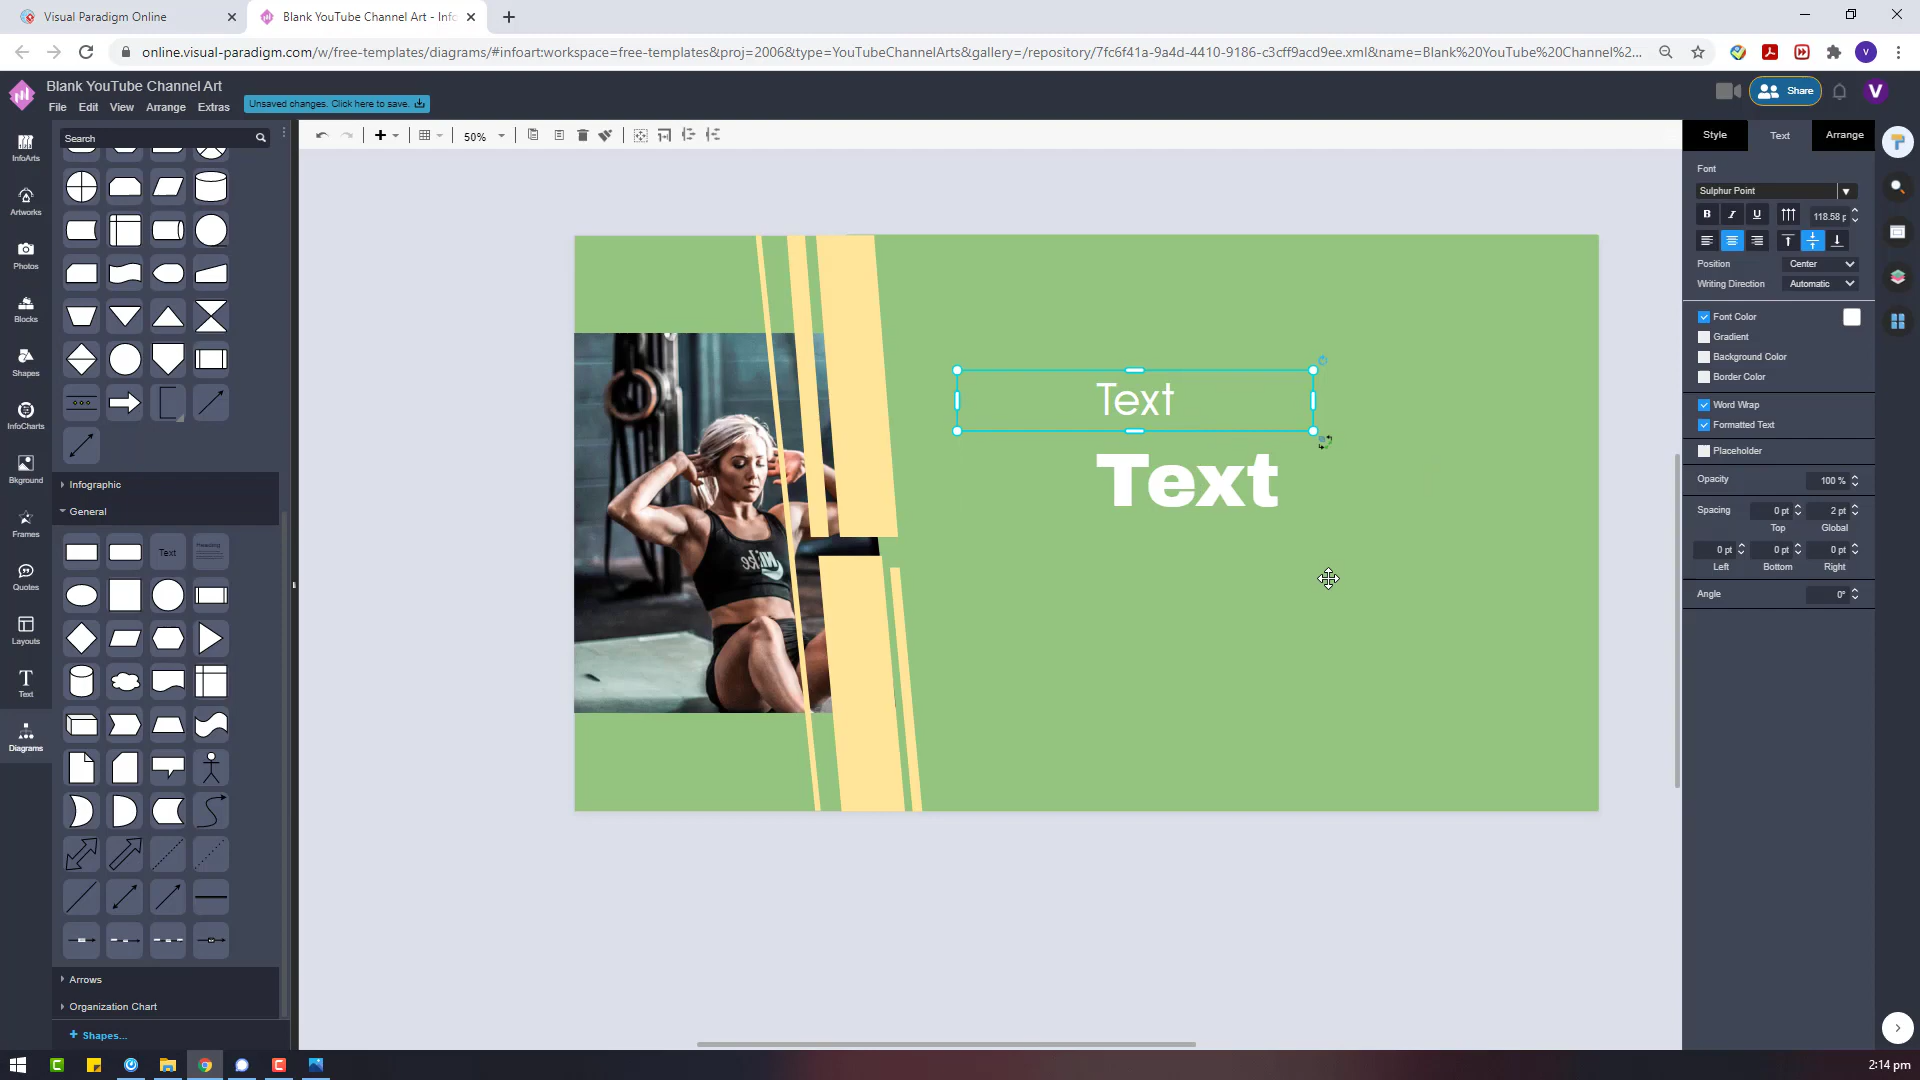 Visual Paradigm Online
Blank YouTube Channel Art - Info
online.visual-paradigm.com/w/free-templates/diagrams/#infoart:workspace=free-templates&proj=2006&type=YouTubeChannelArts&gallery=/repository/7fc6f41a-9a4d-4410-9186-c3cff9acd9ee.xml&name=Blank%20YouTube%20Channel%2...
V
Blank YouTube Channel Art
File Edit View Arrange Extras
Unsaved changes. Click here to save.
Share
V
InfoArts
Artworks
Photos
Blocks
Shapes
InfoCharts
Bkground
Frames
Quotes
Layouts
Text
Diagrams
Search
Infographic
General
Text
Heading
Arrows
Organization Chart
+ Shapes...
50%
Text
Text
Nike
Style Text Arrange
Font
Sulphur Point
B I U 118.58 p
Position Center
Writing Direction Automatic
Font Color
Gradient
Background Color
Border Color
Word Wrap
Formatted Text
Placeholder
Opacity 100 %
Spacing 0 pt 2 pt
Top Global
0 pt 0 pt 0 pt
Left Bottom Right
Angle 0°
2:14 pm